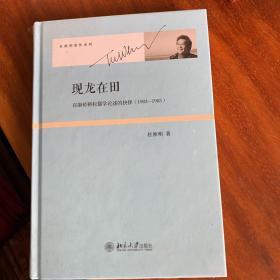 杜维明著作系列
现龙在田
在康桥耕耘儒学论述的抉择（1983—1985）
杜维明 著
北京大学出版社